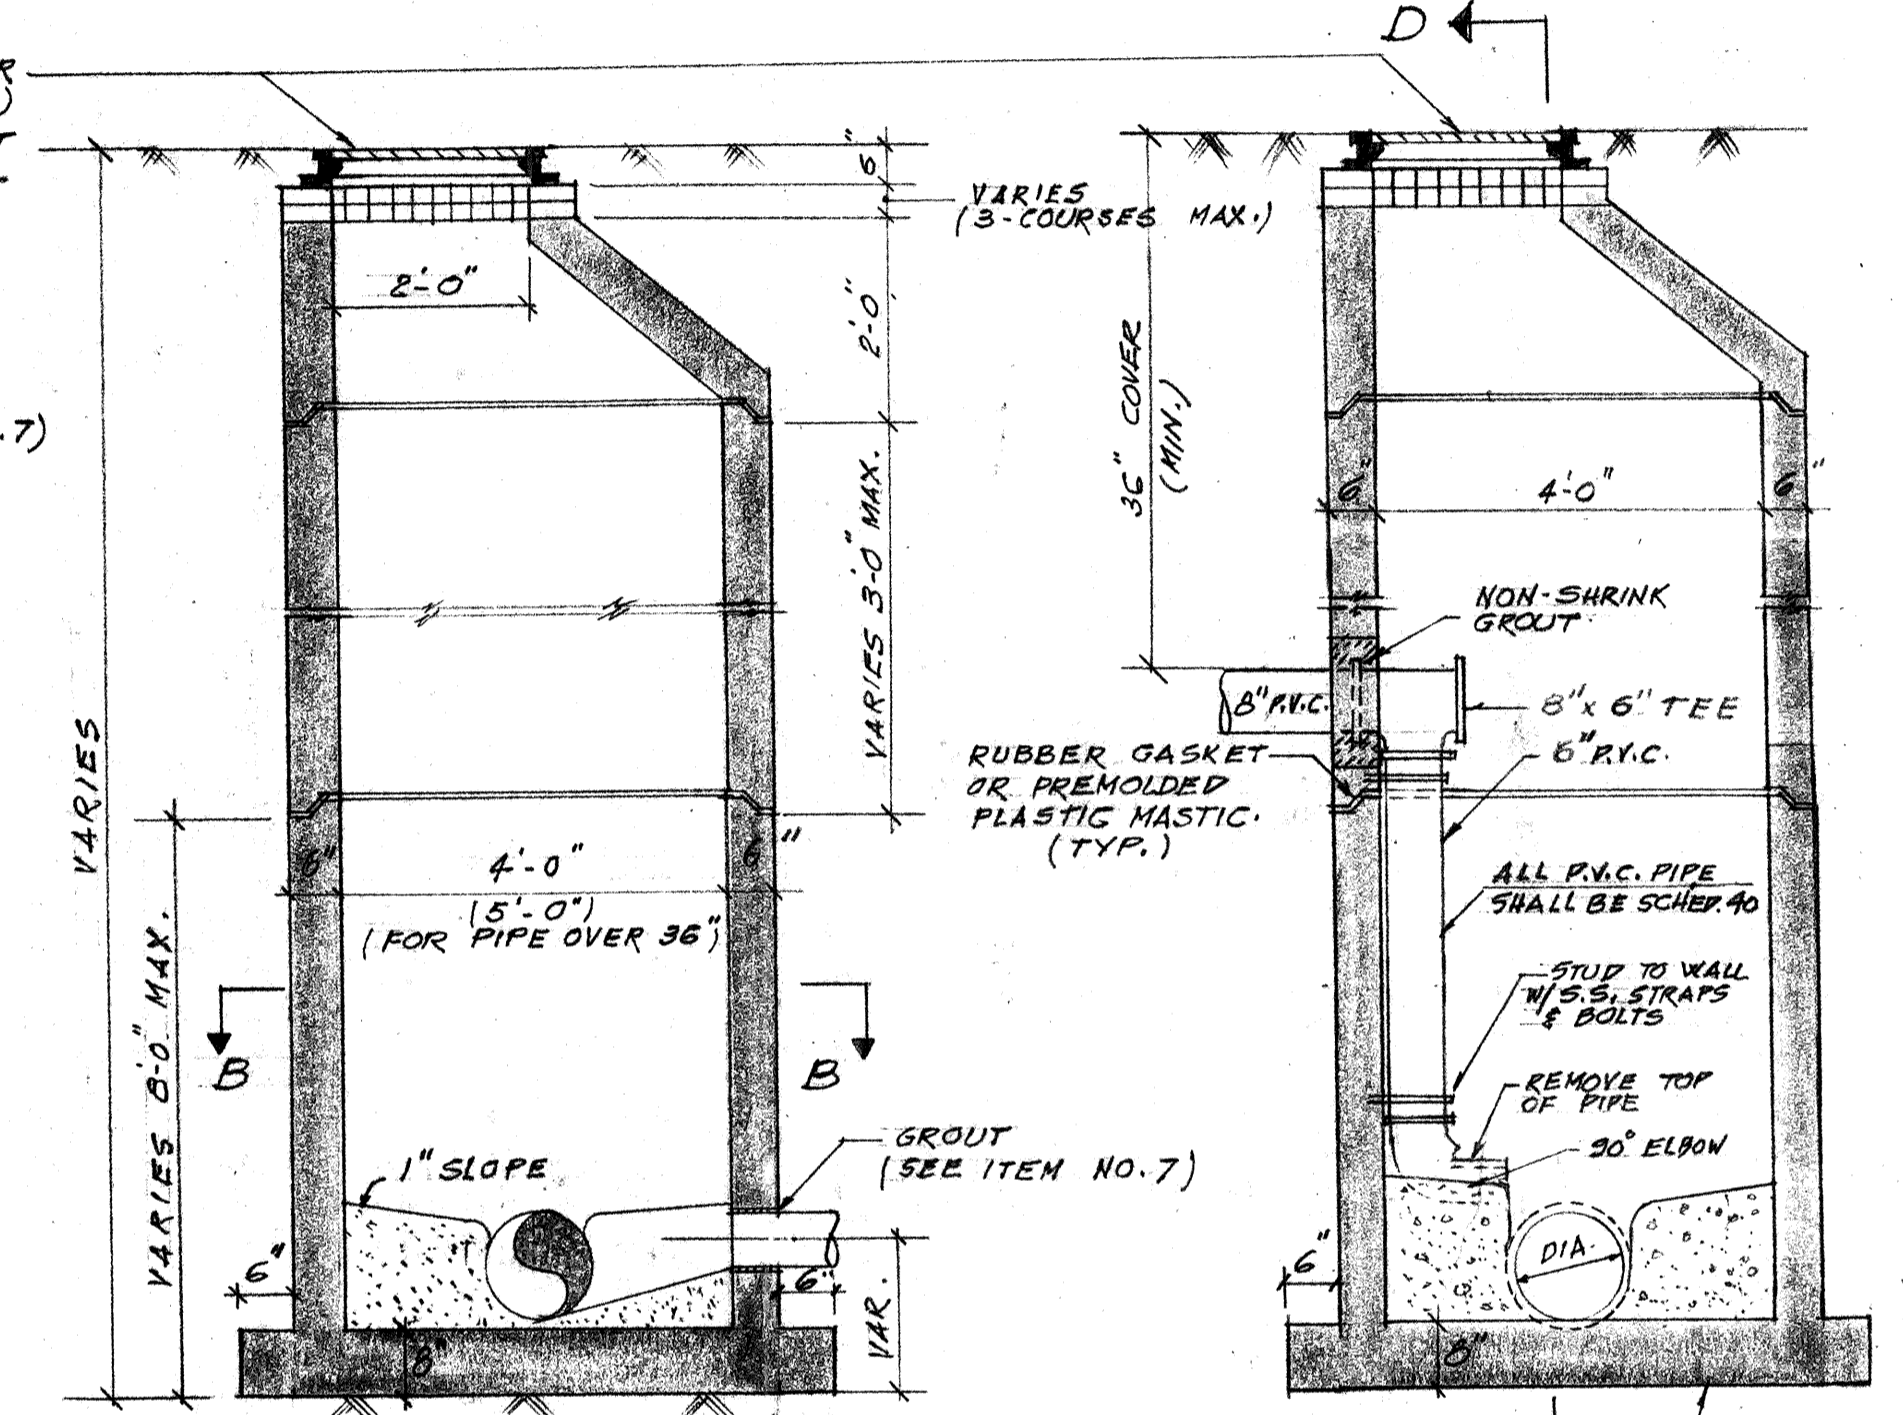 D
6"
VARIES
(3-COURSES MAX.)
2'-0"
2'-0"
36" COVER
(MIN.)
.7)
6"
4'-0"
6"
VARIES 3'-0" MAX.
NON-SHRINK
GROUT
8" P.V.C.
8" x 6" TEE
6" P.V.C.
RUBBER GASKET
OR PREMOLDED
PLASTIC MASTIC.
(TYP.)
VARIES
6"
4'-0"
6"
(5'-0")
(FOR PIPE OVER 36")
ALL P.V.C. PIPE
SHALL BE SCHED. 40
VARIES 8'-0" MAX.
STUD TO WALL
W/ S.S. STRAPS
& BOLTS
B
B
REMOVE TOP
OF PIPE
GROUT
(SEE ITEM NO. 7)
90° ELBOW
1" SLOPE
6"
6"
VAR.
6"
DIA.
8"
8"